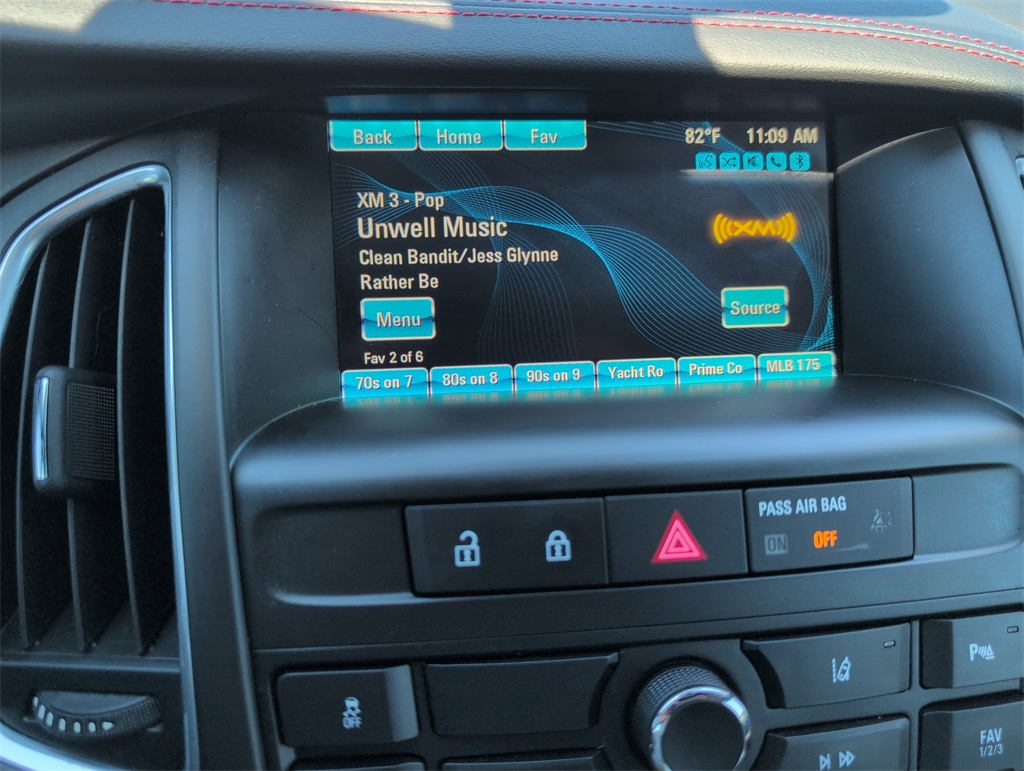 Back Home Fav 82°F 11:09 AM
XM 3 - Pop
Unwell Music
((XM))
Clean Bandit/Jess Glynne
Rather Be
Menu
Source
Fav 2 of 6
70s on 7 80s on 8 90s on 9 Yacht Ro Prime Co MLB 175
PASS AIR BAG
ON OFF 2
OFF
P
FAV
1/2/3